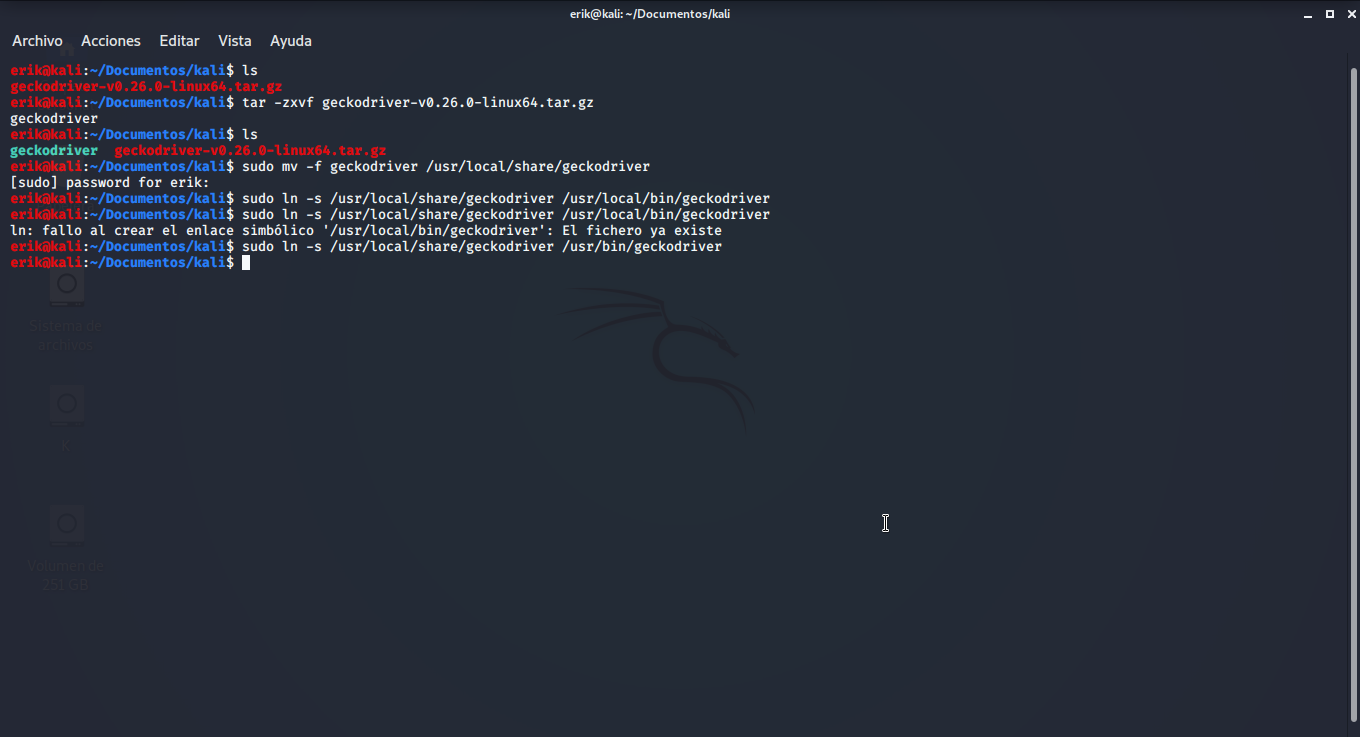 erik@kali: ~/Documentos/kali
Archivo Acciones Editar Vista Ayuda
erik@kali:~/Documentos/kali$ ls
geckodriver-v0.26.0-linux64.tar.gz
erik@kali:~/Documentos/kali$ tar -zxvf geckodriver-v0.26.0-linux64.tar.gz
geckodriver
erik@kali:~/Documentos/kali$ ls
geckodriver  geckodriver-v0.26.0-linux64.tar.gz
erik@kali:~/Documentos/kali$ sudo mv -f geckodriver /usr/local/share/geckodriver
[sudo] password for erik:
erik@kali:~/Documentos/kali$ sudo ln -s /usr/local/share/geckodriver /usr/local/bin/geckodriver
erik@kali:~/Documentos/kali$ sudo ln -s /usr/local/share/geckodriver /usr/local/bin/geckodriver
ln: fallo al crear el enlace simbólico '/usr/local/bin/geckodriver': El fichero ya existe
erik@kali:~/Documentos/kali$ sudo ln -s /usr/local/share/geckodriver /usr/bin/geckodriver
erik@kali:~/Documentos/kali$
Sistema de
archivos
K
Volumen de
251 GB